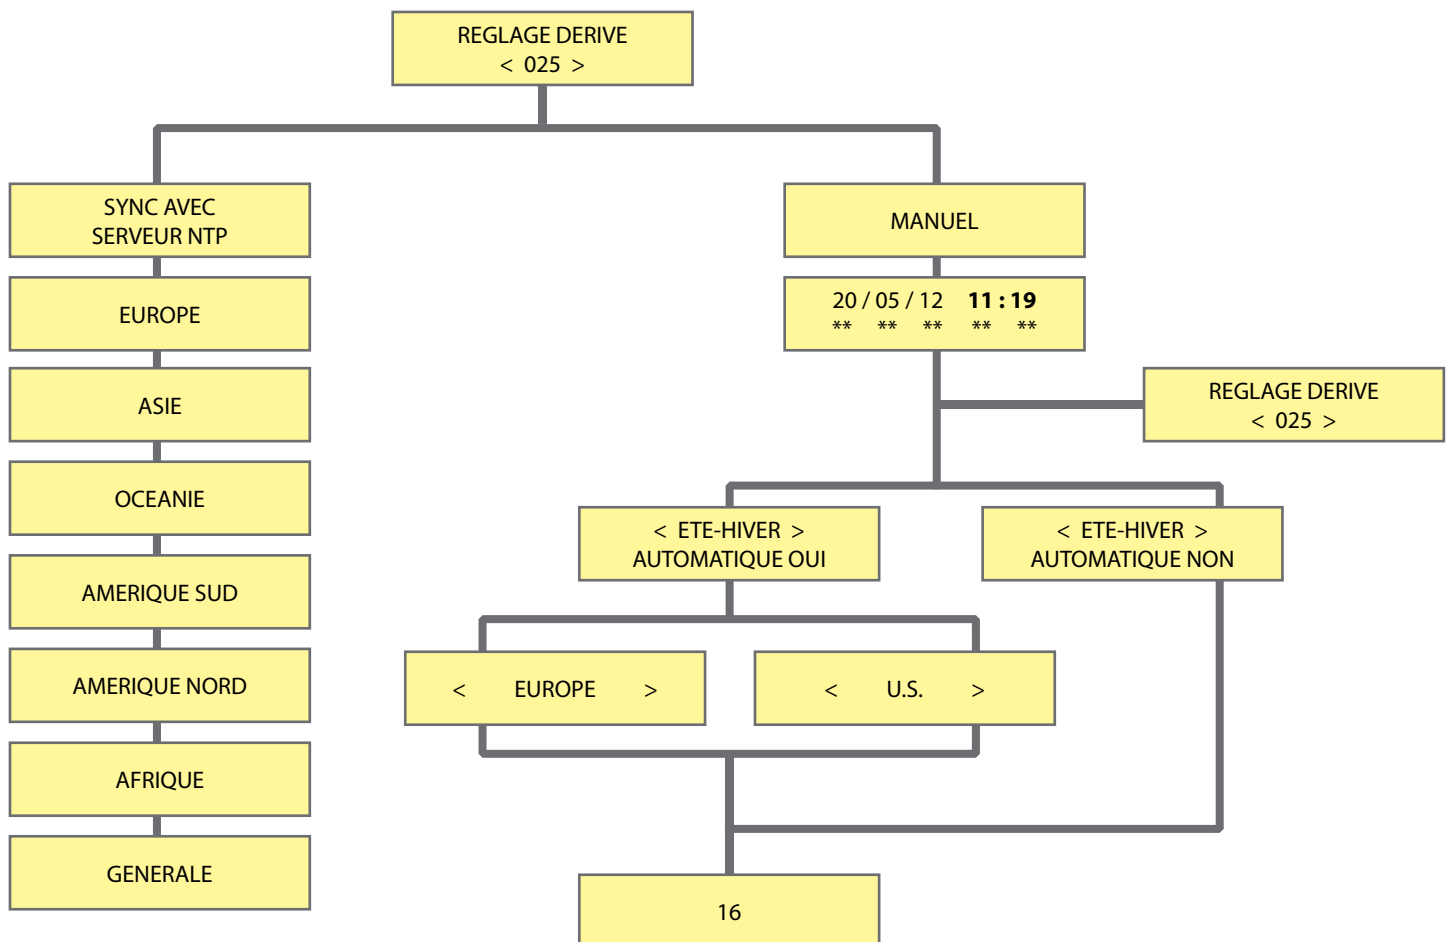 REGLAGE DERIVE
< 025 >
SYNC AVEC
SERVEUR NTP
EUROPE
ASIE
OCEANIE
AMERIQUE SUD
AMERIQUE NORD
AFRIQUE
GENERALE
MANUEL
20 / 05 / 12 11 : 19
** ** ** ** **
REGLAGE DERIVE
< 025 >
< ETE-HIVER >
AUTOMATIQUE OUI
< ETE-HIVER >
AUTOMATIQUE NON
< EUROPE >
< U.S. >
16